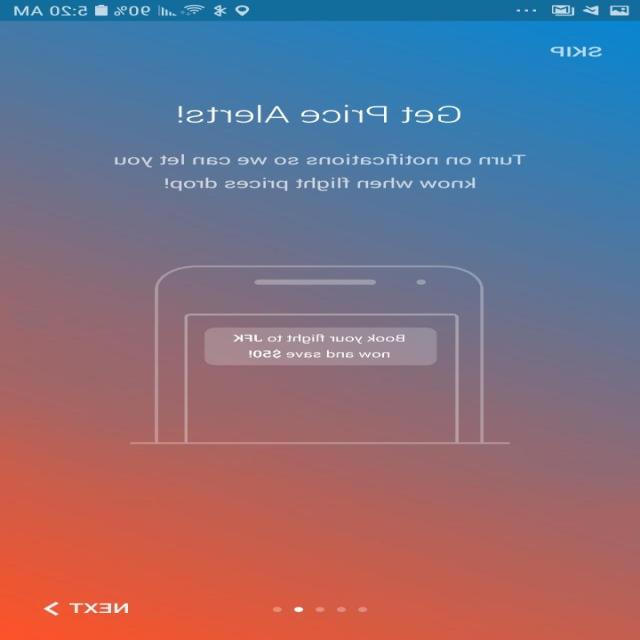 90% 5:20 AM
SKIP
Get Price Alerts!
Turn on notifications so we can let you
know when flight prices drop!
Book your flight to JFK
now and save $50!
NEXT